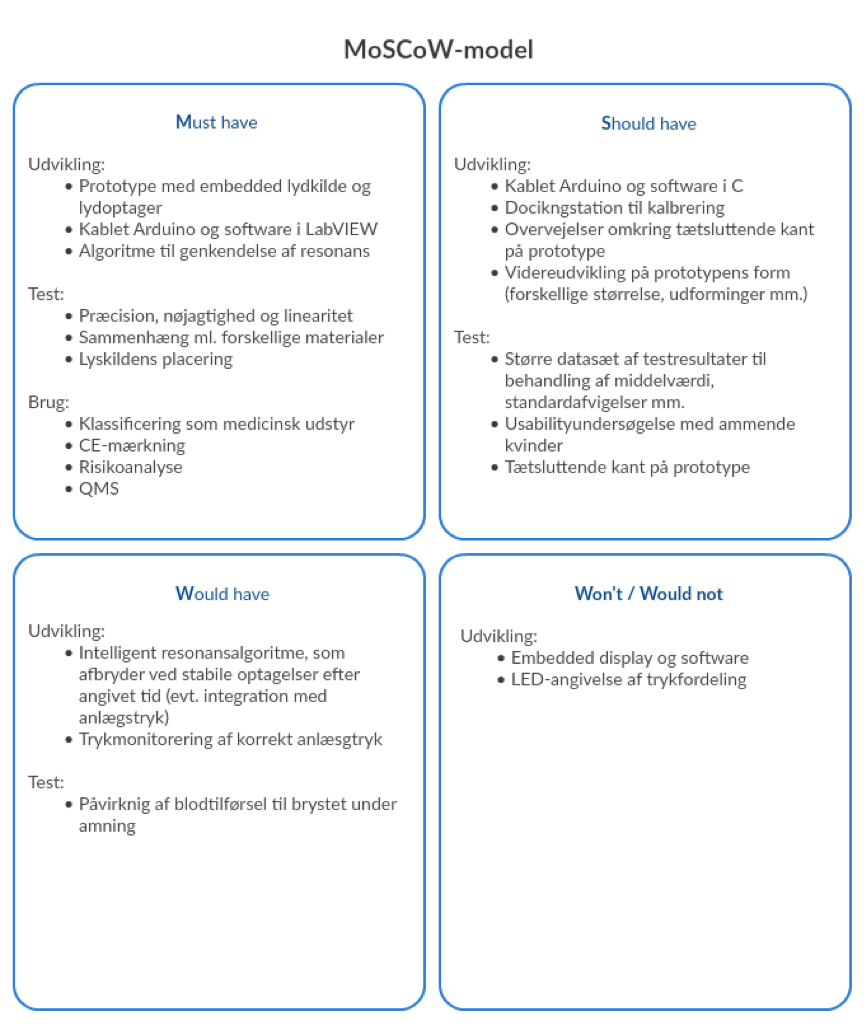 MoSCoW-model
Must have
Udvikling:
• Prototype med embedded lydkilde og
lydoptager
• Kablet Arduino og software i LabVIEW
• Algoritme til genkendelse af resonans
Test:
• Præcision, nøjagtighed og linearitet
• Sammenhæng ml. forskellige materialer
• Lyskildens placering
Brug:
• Klassificering som medicinsk udstyr
• CE-mærkning
• Risikoanalyse
• QMS
Should have
Udvikling:
• Kablet Arduino og software i C
• Docikngstation til kalbrering
• Overvejelser omkring tætsluttende kant
på prototype
• Videreudvikling på prototypens form
(forskellige størrelse, udforminger mm.)
Test:
• Større datasæt af testresultater til
behandling af middelværdi,
standardafvigelser mm.
• Usabilityundersøgelse med ammende
kvinder
• Tætsluttende kant på prototype
Would have
Udvikling:
• Intelligent resonansalgoritme, som
afbryder ved stabile optagelser efter
angivet tid (evt. integration med
anlægstryk)
• Trykmonitorering af korrekt anlæsgtryk
Test:
• Påvirknig af blodtilførsel til brystet under
amning
Won't / Would not
Udvikling:
• Embedded display og software
• LED-angivelse af trykfordeling